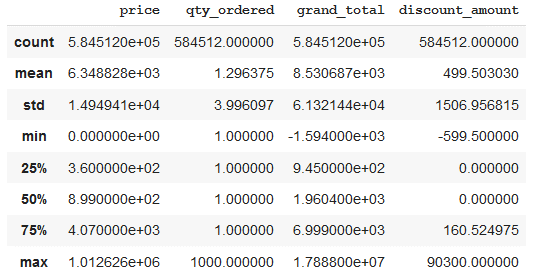 price qty_ordered grand_total discount_amount
count 5.845120e+05 584512.000000 5.845120e+05 584512.000000
mean 6.348828e+03 1.296375 8.530687e+03 499.503030
std 1.494941e+04 3.996097 6.132144e+04 1506.956815
min 0.000000e+00 1.000000 -1.594000e+03 -599.500000
25% 3.600000e+02 1.000000 9.450000e+02 0.000000
50% 8.990000e+02 1.000000 1.960400e+03 0.000000
75% 4.070000e+03 1.000000 6.999000e+03 160.524975
max 1.012626e+06 1000.000000 1.788800e+07 90300.000000